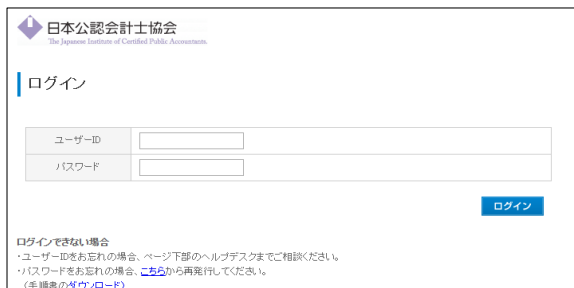 日本公認会計士協会
The Japanese Institute of Certified Public Accountants.
ログイン
ユーザーID
パスワード
ログイン
ログインできない場合
・ユーザーIDをお忘れの場合、ページ下部のヘルプデスクまでご相談ください。
・パスワードをお忘れの場合、こちらから再発行してください。
（手順書のダウンロード）